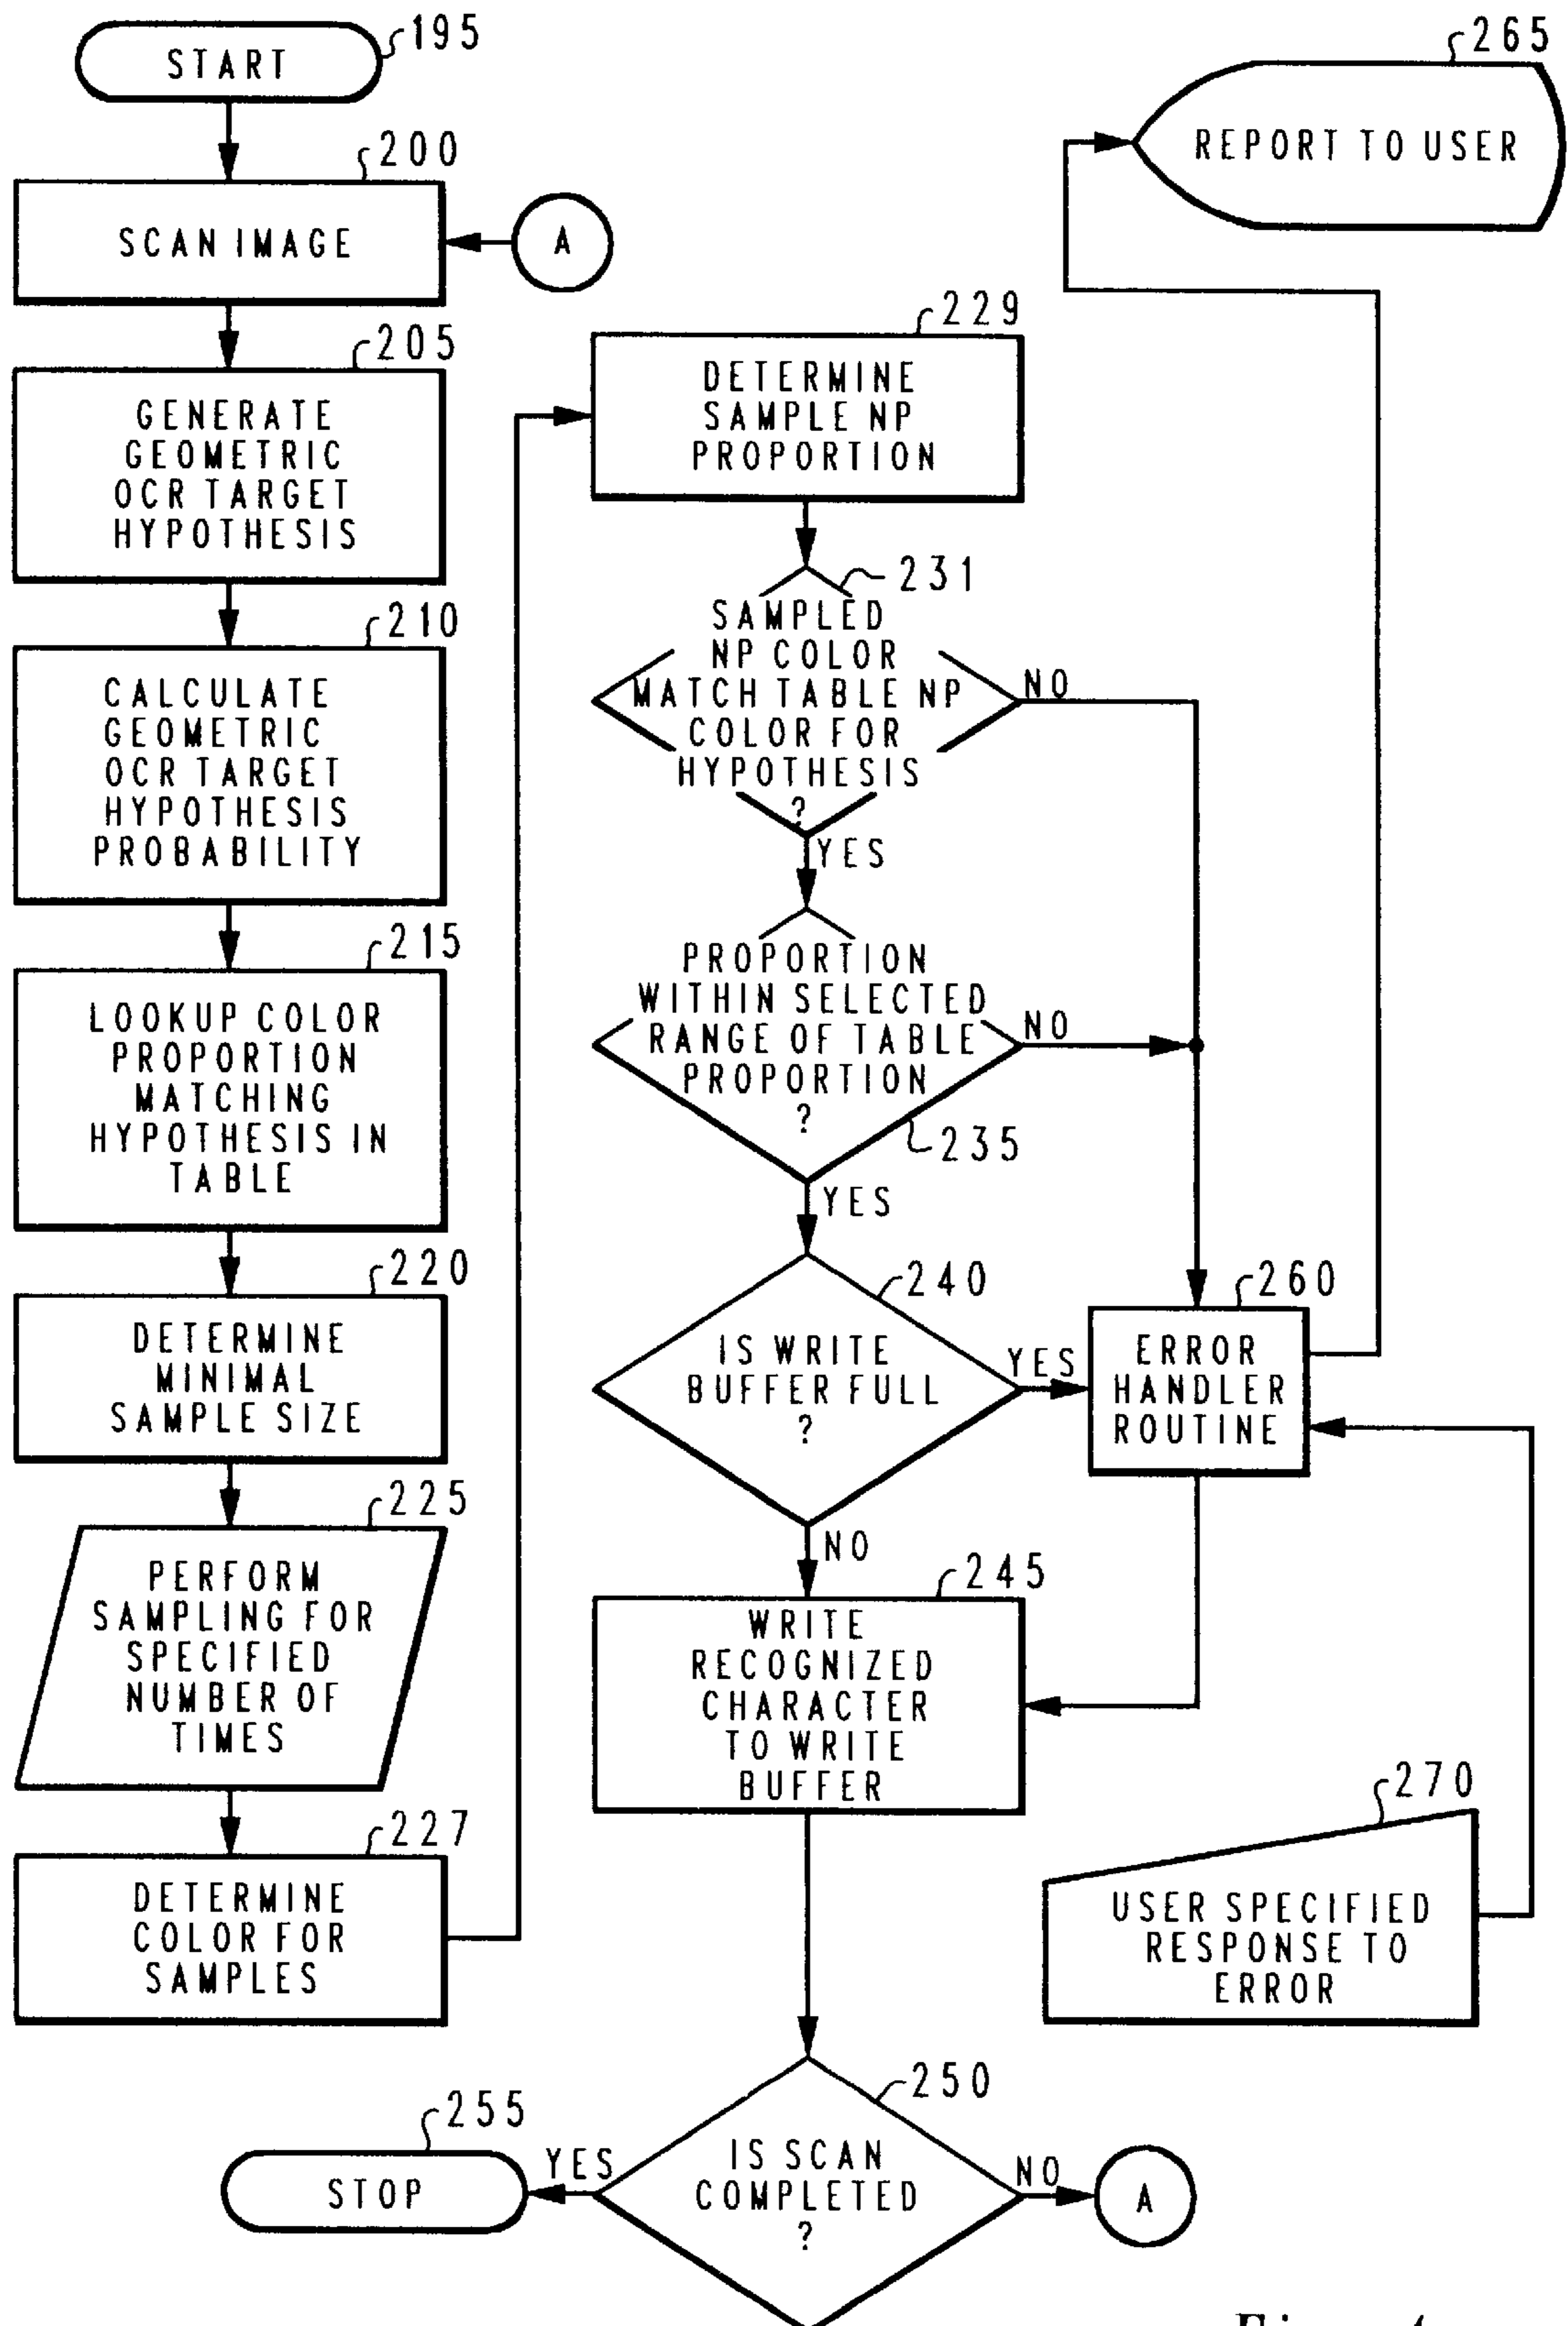 START
195
200
SCAN IMAGE
A
205
GENERATE
GEOMETRIC
OCR TARGET
HYPOTHESIS
210
CALCULATE
GEOMETRIC
OCR TARGET
HYPOTHESIS
PROBABILITY
215
LOOKUP COLOR
PROPORTION
MATCHING
HYPOTHESIS IN
TABLE
220
DETERMINE
MINIMAL
SAMPLE SIZE
225
PERFORM
SAMPLING FOR
SPECIFIED
NUMBER OF
TIMES
227
DETERMINE
COLOR FOR
SAMPLES
229
DETERMINE
SAMPLE NP
PROPORTION
231
SAMPLED
NP COLOR
MATCH TABLE NP
COLOR FOR
HYPOTHESIS
?
NO
YES
PROPORTION
WITHIN SELECTED
RANGE OF TABLE
PROPORTION
?
NO
235
YES
240
IS WRITE
BUFFER FULL
?
YES
NO
245
WRITE
RECOGNIZED
CHARACTER
TO WRITE
BUFFER
250
IS SCAN
COMPLETED
?
YES
NO
A
255
STOP
260
ERROR
HANDLER
ROUTINE
265
REPORT TO USER
270
USER SPECIFIED
RESPONSE TO
ERROR